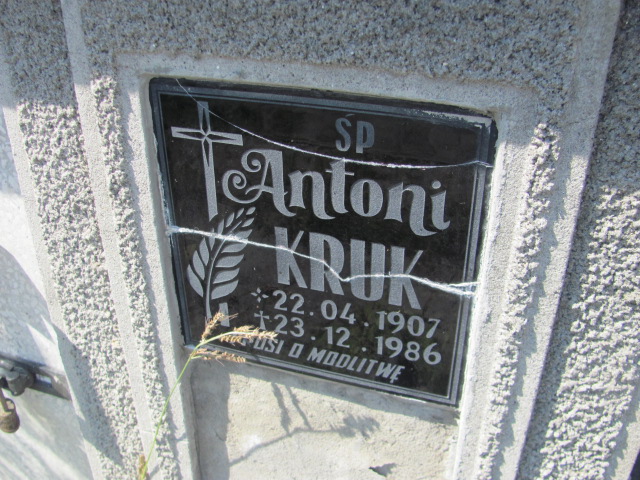 SP
Antoni
KRUK
22.04.1907
23.12.1986
O MODLITWĘ